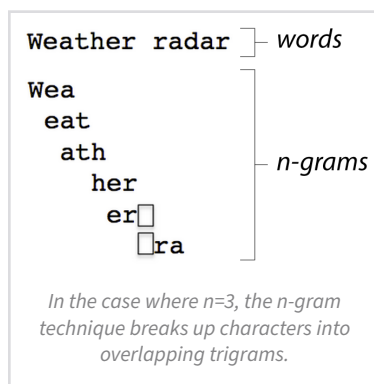 Weather radar words
Wea
eat
ath
her
er□
□ra
n-grams
In the case where n=3, the n-gram
technique breaks up characters into
overlapping trigrams.